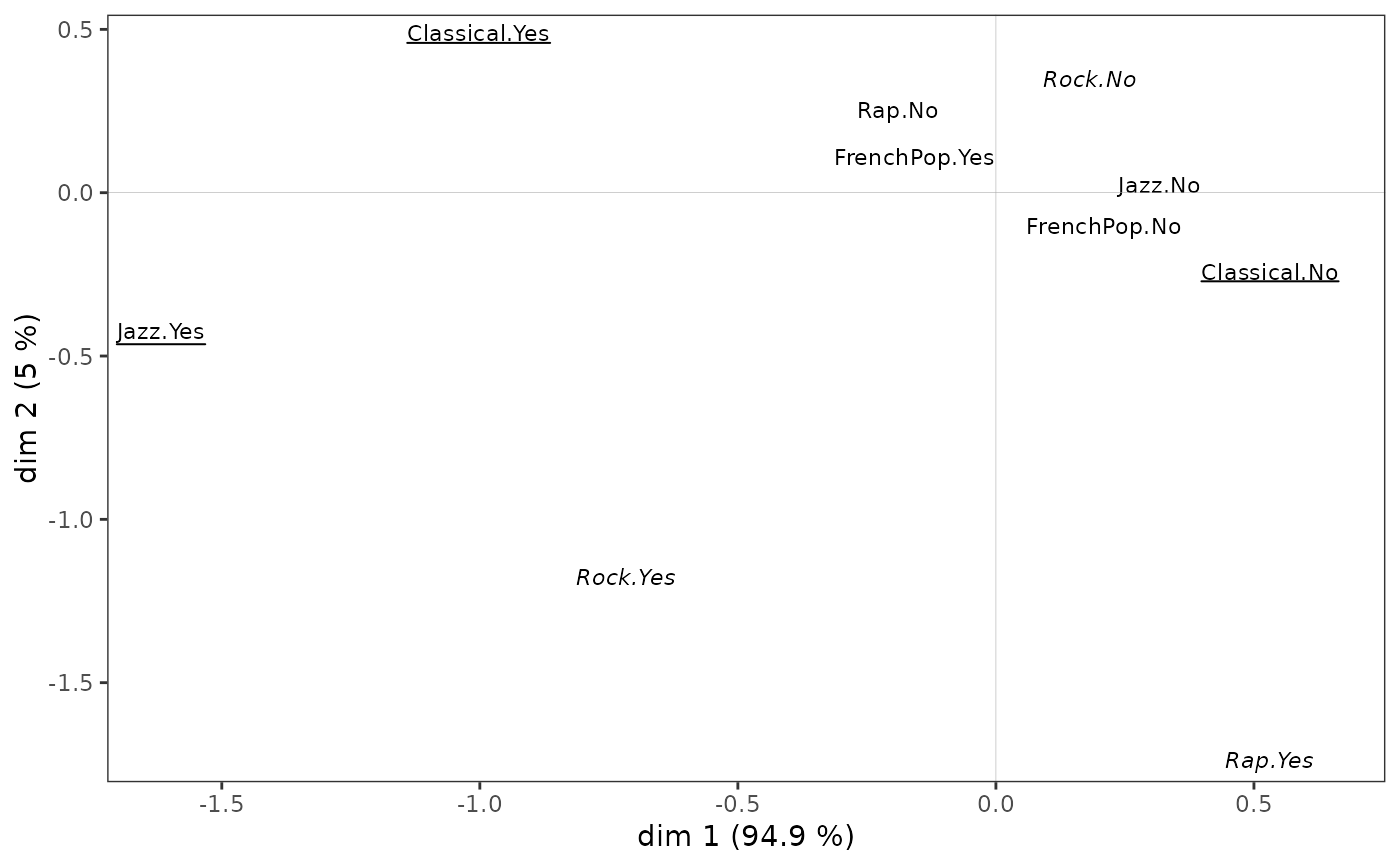 0.5
Classical.Yes
Rock.No
Rap.No
FrenchPop.Yes
0.0
Jazz.No
FrenchPop.No
Classical.No
Jazz.Yes
-0.5
dim 2 (5 %)
-1.0
Rock.Yes
-1.5
Rap.Yes
-1.5 -1.0 -0.5 0.0 0.5
dim 1 (94.9 %)